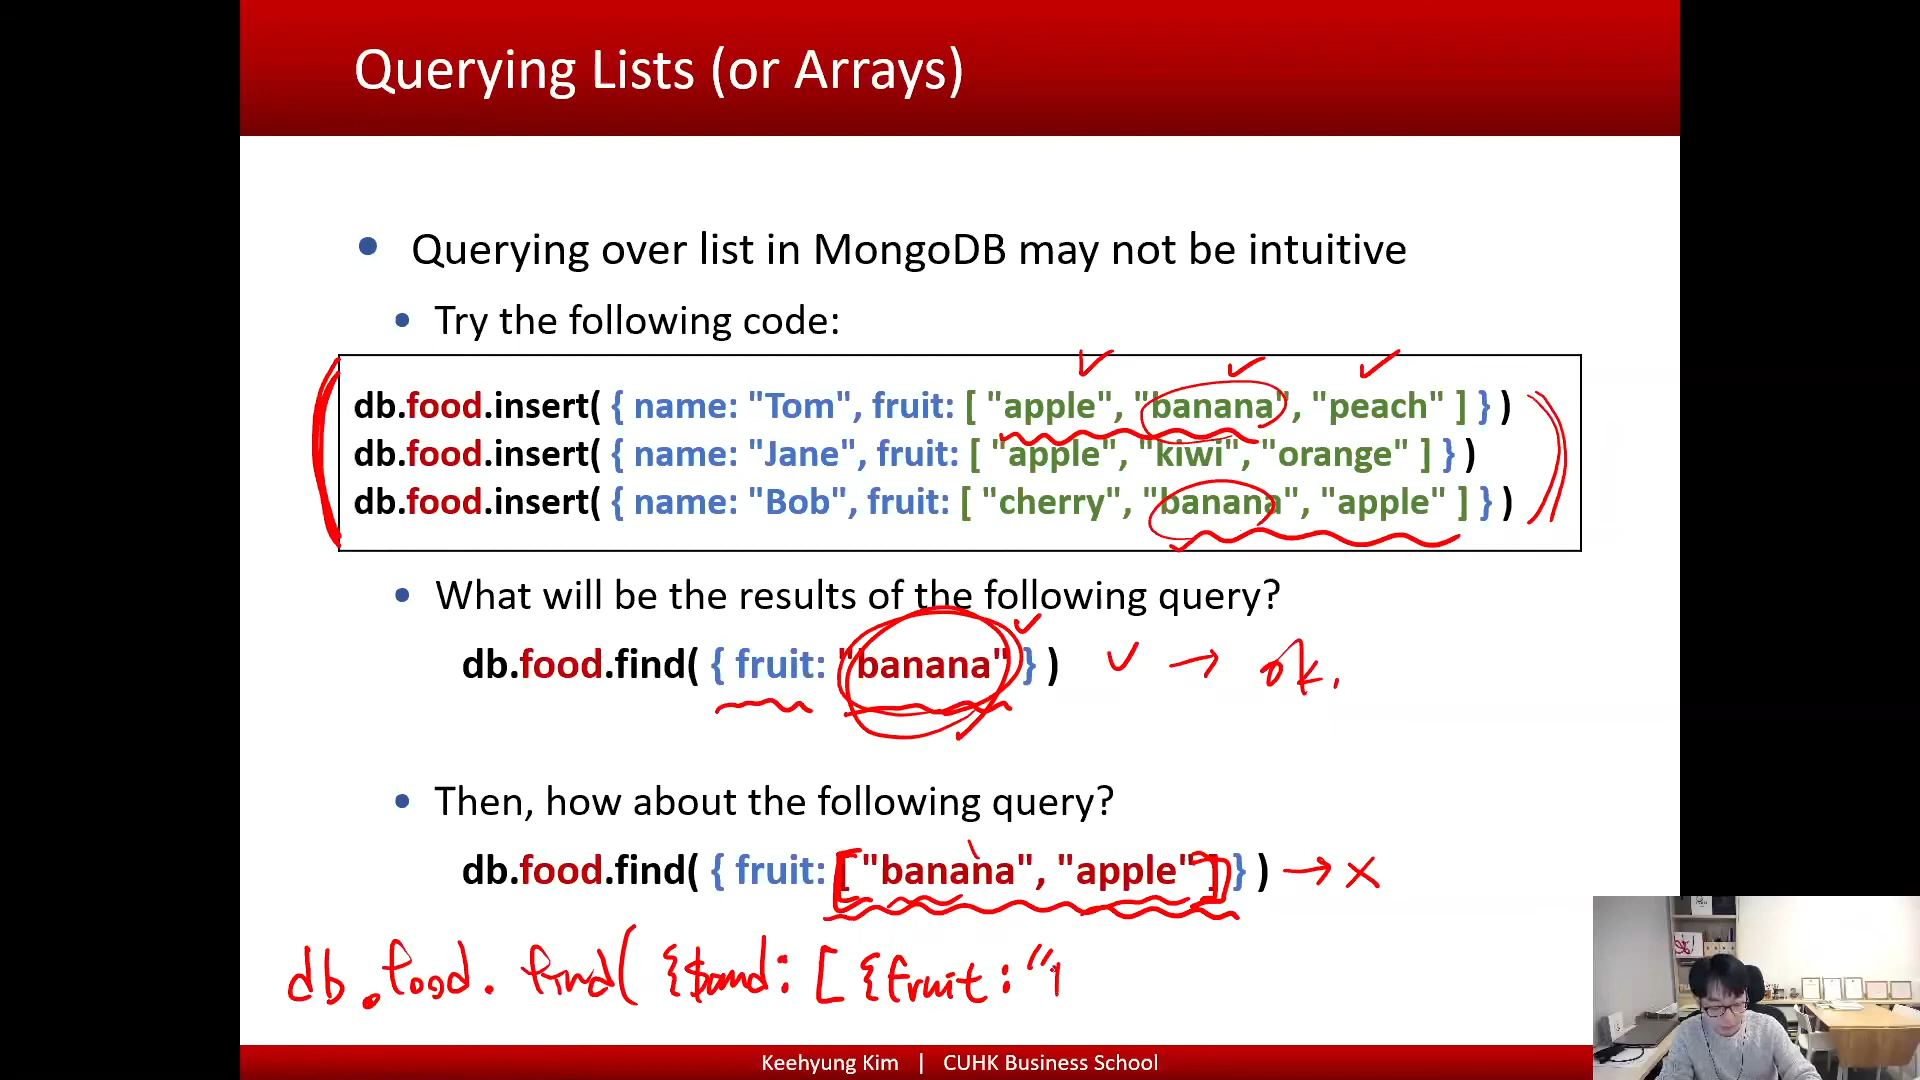 Querying Lists (or Arrays)
• Querying over list in MongoDB may not be intuitive
• Try the following code:
db.food.insert( { name: "Tom", fruit: [ "apple", "banana", "peach" ] } )
db.food.insert( { name: "Jane", fruit: [ "apple", "kiwi", "orange" ] } )
db.food.insert( { name: "Bob", fruit: [ "cherry", "banana", "apple" ] } )
• What will be the results of the following query?
db.food.find( { fruit: "banana" } ) ✓ → ok.
• Then, how about the following query?
db.food.find( { fruit: [ "banana", "apple" ] } ) → X
db.food. find( {$and: [ {fruit: "
Keehyung Kim | CUHK Business School